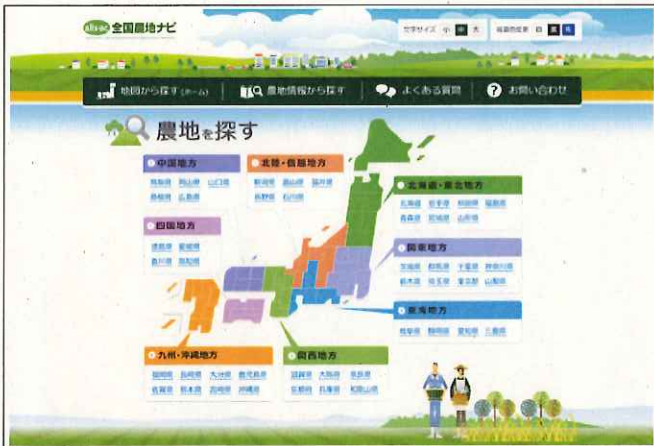 alis-ac 全国農地ナビ
文字サイズ 小 中 大
背景色変更 白 黒 青
地図から探す(ホーム)
農地情報から探す
よくある質問
お問い合わせ
農地を探す
中国地方
鳥取県 岡山県 山口県
島根県 広島県
北陸・信越地方
新潟県 富山県 福井県
長野県 石川県
北海道・東北地方
北海道 岩手県 秋田県 福島県
青森県 宮城県 山形県
四国地方
徳島県 愛媛県
香川県 高知県
関東地方
茨城県 群馬県 千葉県 神奈川県
栃木県 埼玉県 東京都 山梨県
東海地方
岐阜県 静岡県 愛知県 三重県
九州・沖縄地方
福岡県 長崎県 大分県 鹿児島県
佐賀県 熊本県 宮崎県 沖縄県
関西地方
滋賀県 大阪府 奈良県
京都府 兵庫県 和歌山県